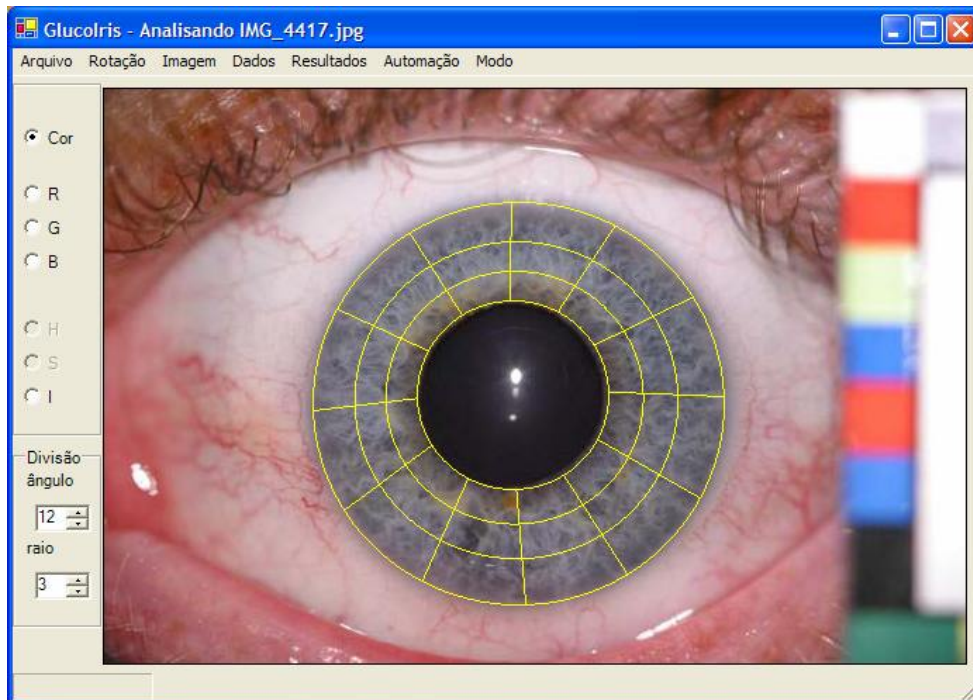 GlucoIris - Analisando IMG_4417.jpg
Arquivo Rotação Imagem Dados Resultados Automação Modo
Cor
R
G
B
H
S
I
Divisão
ângulo
12
raio
3